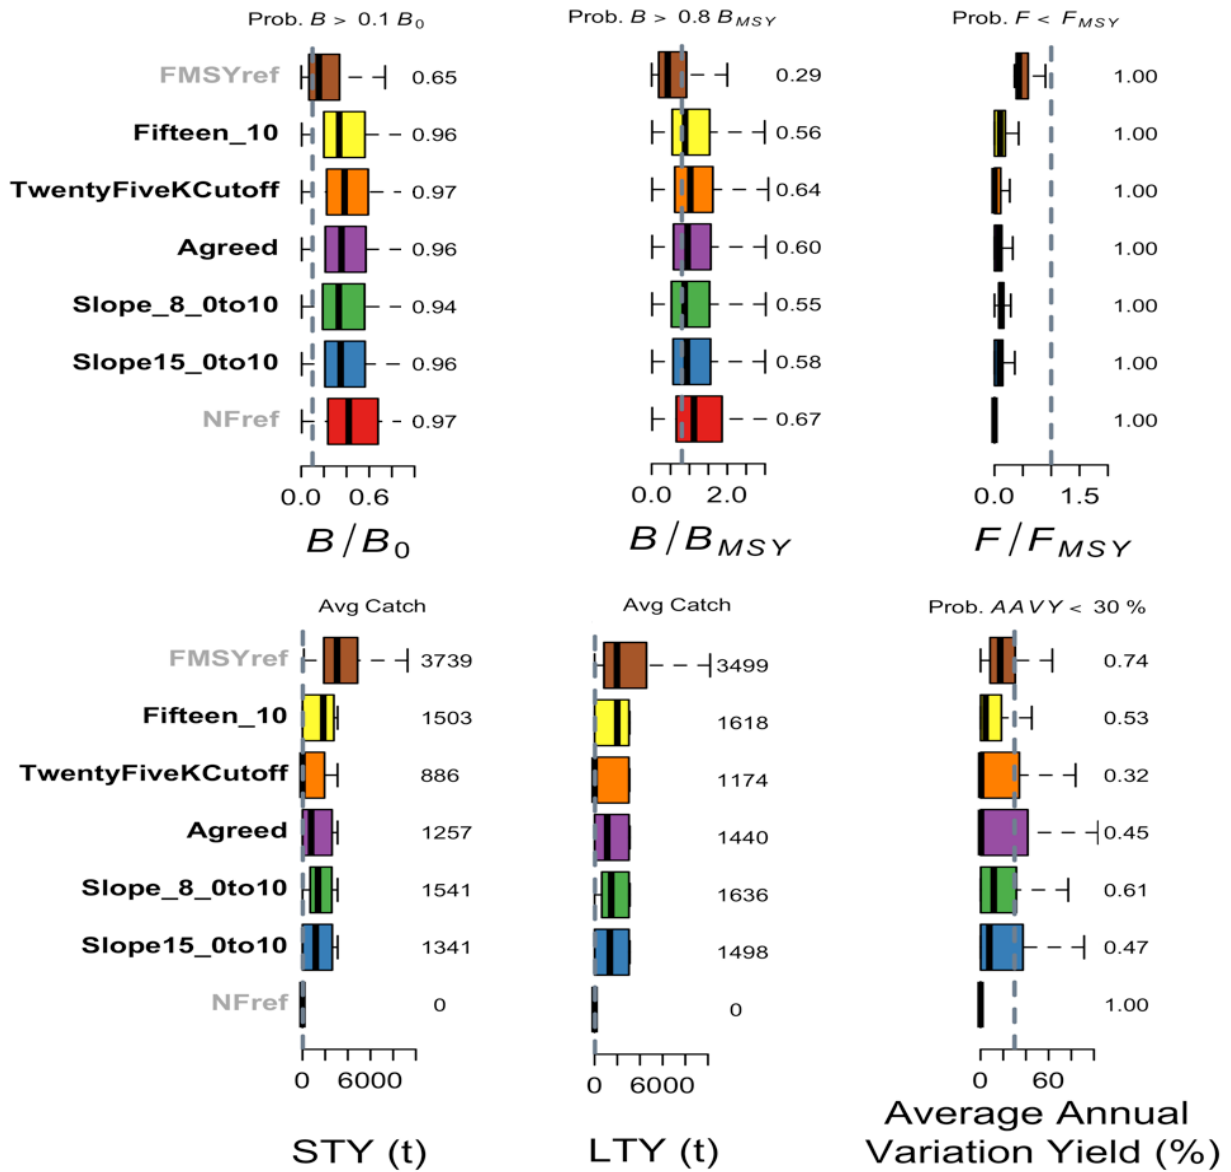 Prob. B > 0.1 B0
Prob. B > 0.8 BMSY
Prob. F < FMSY
FMSYref 0.65 0.29 1.00
Fifteen_10 0.96 0.56 1.00
TwentyFiveKCutoff 0.97 0.64 1.00
Agreed 0.96 0.60 1.00
Slope_8_0to10 0.94 0.55 1.00
Slope15_0to10 0.96 0.58 1.00
NFref 0.97 0.67 1.00
0.0 0.6 0.0 2.0 0.0 1.5
B/B0 B/BMSY F/FMSY
Avg Catch Avg Catch Prob. AAVY < 30 %
FMSYref 3739 3499 0.74
Fifteen_10 1503 1618 0.53
TwentyFiveKCutoff 886 1174 0.32
Agreed 1257 1440 0.45
Slope_8_0to10 1541 1636 0.61
Slope15_0to10 1341 1498 0.47
NFref 0 0 1.00
0 6000 0 6000 0 60
STY (t) LTY (t) Average Annual
Variation Yield (%)